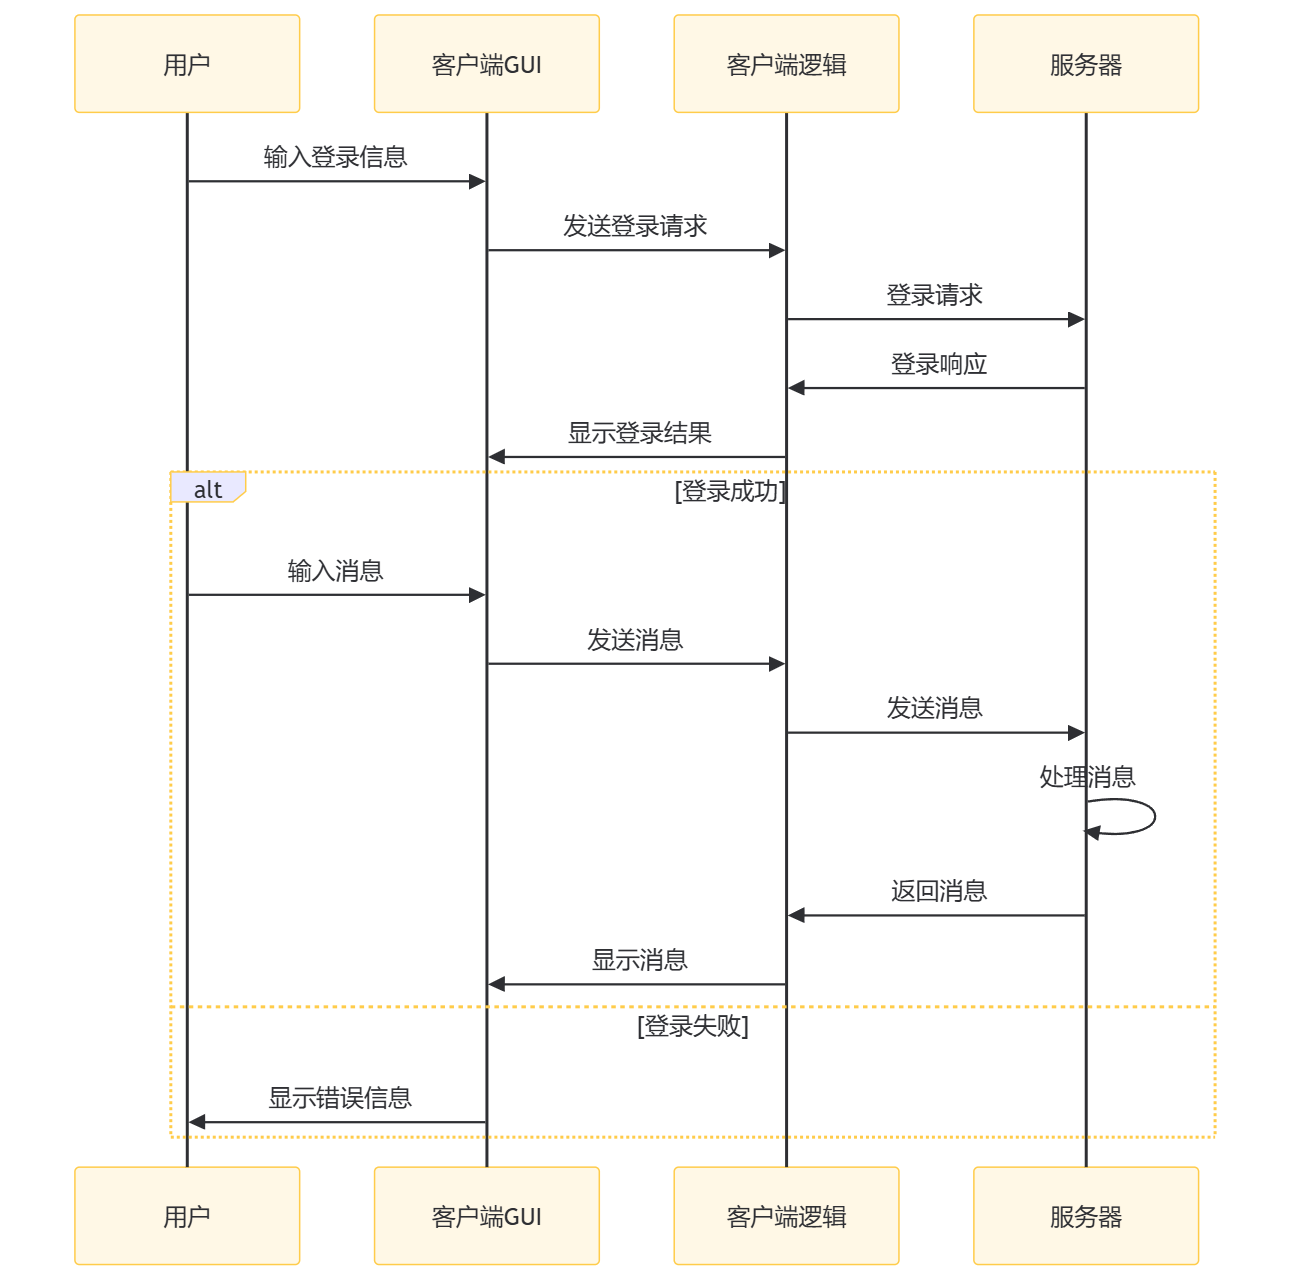 用户
客户端GUI
客户端逻辑
服务器
输入登录信息
发送登录请求
登录请求
登录响应
显示登录结果
alt
[登录成功]
输入消息
发送消息
发送消息
处理消息
返回消息
显示消息
[登录失败]
显示错误信息
用户
客户端GUI
客户端逻辑
服务器